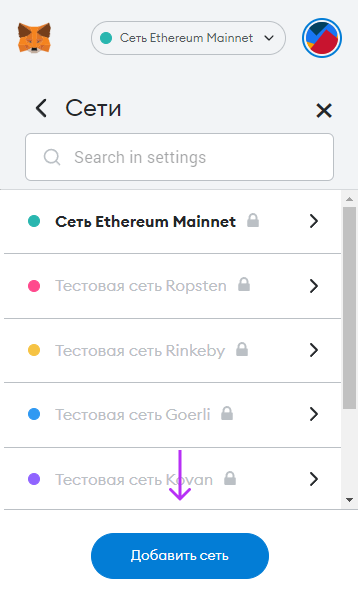 Сеть Ethereum Mainnet
Сети
Search in settings
Сеть Ethereum Mainnet
Тестовая сеть Ropsten
Тестовая сеть Rinkeby
Тестовая сеть Goerli
Тестовая сеть Kovan
Добавить сеть